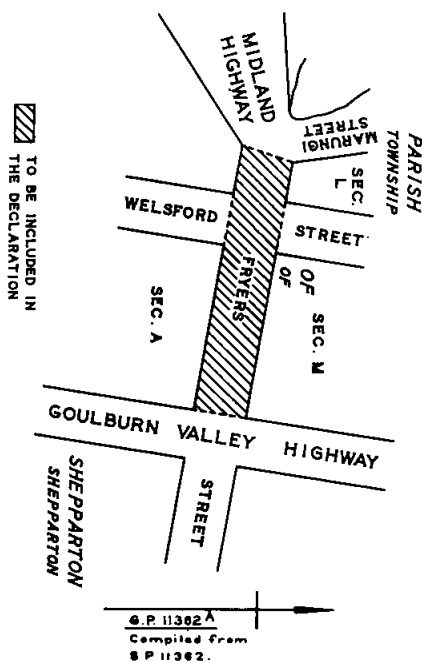 PARISH OF SHEPPARTON
TOWNSHIP OF SHEPPARTON
MIDLAND
HIGHWAY
MARUNGI
STREET
SEC.
L
WELSFORD STREET
FRYERS STREET
SEC. M
SEC. A
GOULBURN VALLEY HIGHWAY
TO BE INCLUDED IN
THE DECLARATION
G.P. 11362ᴬ
Compiled from
S P 11362.